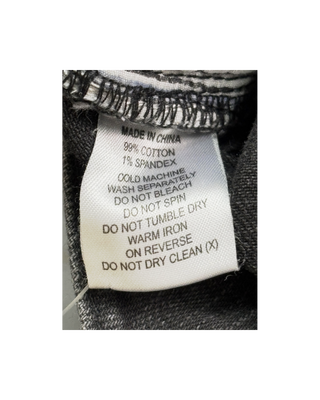 MADE IN CHINA
99% COTTON
1% SPANDEX
COLD MACHINE
WASH SEPARATELY
DO NOT BLEACH
DO NOT SPIN
DO NOT TUMBLE DRY
WARM IRON
ON REVERSE
DO NOT DRY CLEAN (X)